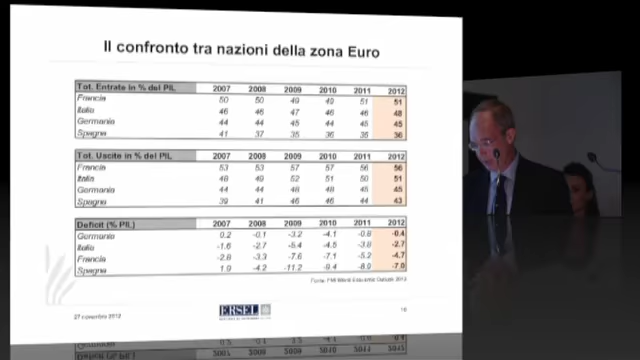 Il confronto tra nazioni della zona Euro
Tot. Entrate in % del PIL 2007 2008 2009 2010 2011 2012
Francia 50 50 49 49 51 51
Italia 46 46 47 46 46 48
Germania 44 44 45 44 45 45
Spagna 41 37 35 36 35 36
Tot. Uscite in % del PIL 2007 2008 2009 2010 2011 2012
Francia 53 53 57 57 56 56
Italia 48 49 52 51 50 51
Germania 44 44 48 48 45 45
Spagna 39 41 46 46 44 43
Deficit (% PIL) 2007 2008 2009 2010 2011 2012
Germania 0.2 -0.1 -3.2 -4.1 -0.8 -0.4
Italia -1.6 -2.7 -5.4 -4.5 -3.8 -2.7
Francia -2.8 -3.3 -7.6 -7.1 -5.2 -4.7
Spagna 1.9 -4.2 -11.2 -9.4 -8.9 -7.0
27 novembre 2012
ERSEL